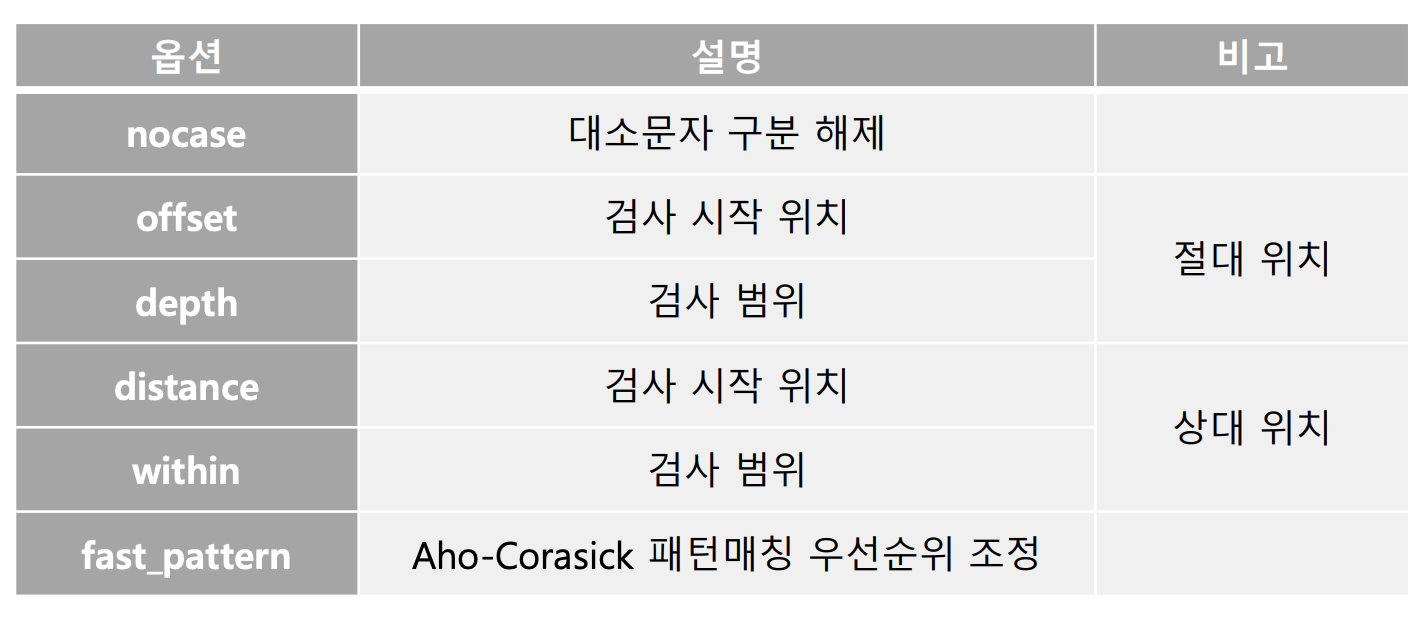 옵션 설명 비고
nocase 대소문자 구분 해제
offset 검사 시작 위치
절대 위치
depth 검사 범위
distance 검사 시작 위치
상대 위치
within 검사 범위
fast_pattern Aho-Corasick 패턴매칭 우선순위 조정